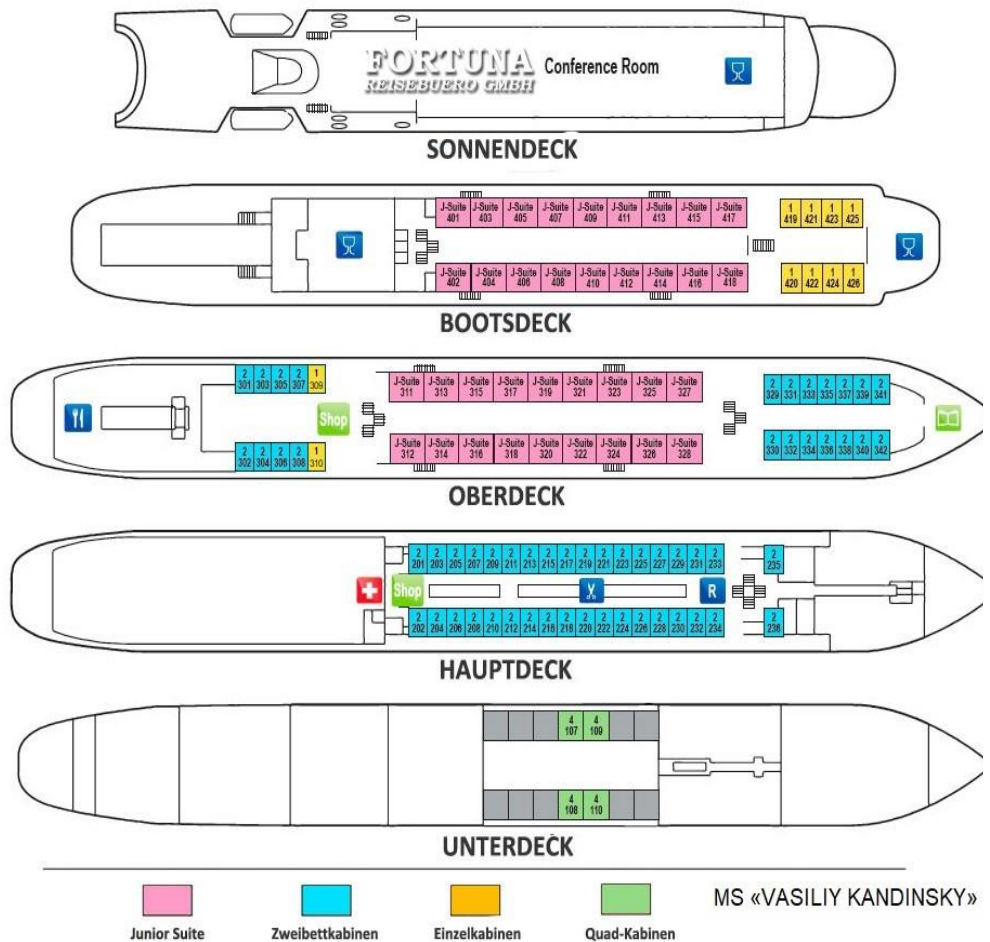 FORTUNA
REISEBUERO GMBH
Conference Room
SONNENDECK
J-Suite 401 J-Suite 403 J-Suite 405 J-Suite 407 J-Suite 409 J-Suite 411 J-Suite 413 J-Suite 415 J-Suite 417 1 419 1 421 1 423 1 425
J-Suite 402 J-Suite 404 J-Suite 406 J-Suite 408 J-Suite 410 J-Suite 412 J-Suite 414 J-Suite 416 J-Suite 418 1 420 1 422 1 424 1 426
BOOTSDECK
2 301 2 303 2 305 2 307 1 309
Shop
2 302 2 304 2 306 2 308 1 310
J-Suite 311 J-Suite 313 J-Suite 315 J-Suite 317 J-Suite 319 J-Suite 321 J-Suite 323 J-Suite 325 J-Suite 327
J-Suite 312 J-Suite 314 J-Suite 316 J-Suite 318 J-Suite 320 J-Suite 322 J-Suite 324 J-Suite 326 J-Suite 328
2 329 2 331 2 333 2 335 2 337 2 339 2 341
2 330 2 332 2 334 2 336 2 338 2 340 2 342
OBERDECK
2 201 2 203 2 205 2 207 2 209 2 211 2 213 2 215 2 217 2 219 2 221 2 223 2 225 2 227 2 229 2 231 2 233 2 235
Shop R
2 202 2 204 2 206 2 208 2 210 2 212 2 214 2 216 2 218 2 220 2 222 2 224 2 226 2 228 2 230 2 232 2 234 2 236
HAUPTDECK
4 107 4 109
4 108 4 110
UNTERDECK
Junior Suite Zweibettkabinen Einzelkabinen Quad-Kabinen MS «VASILIY KANDINSKY»